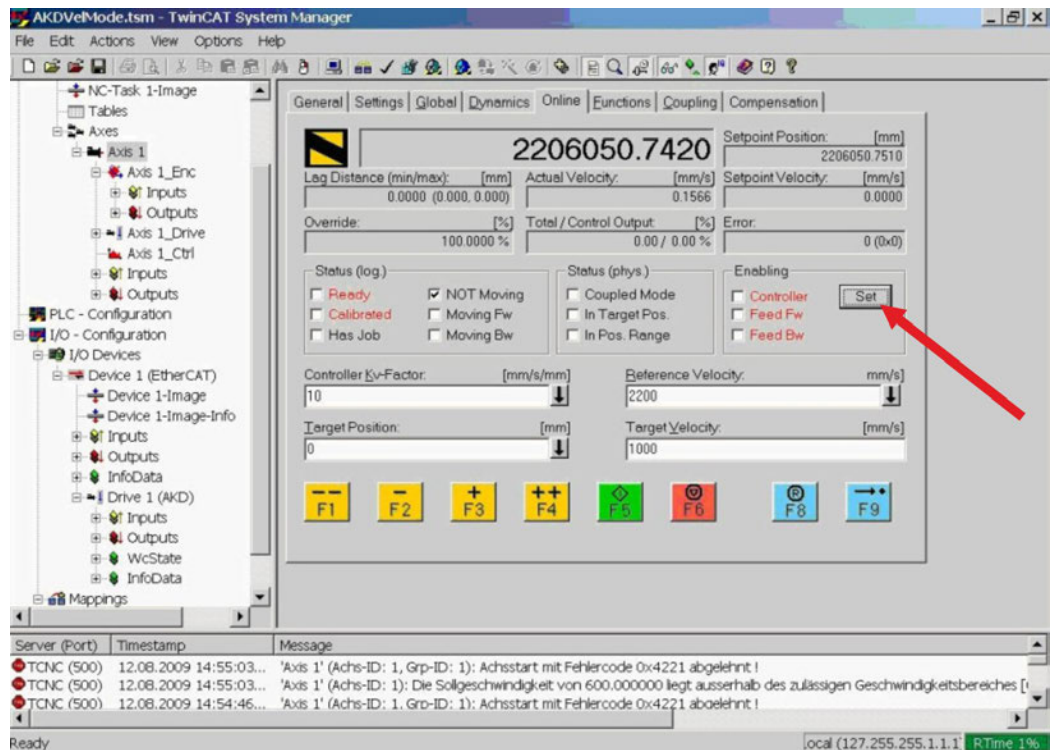 AKDVelMode.tsm - TwinCAT System Manager
File Edit Actions View Options Help
NC-Task 1-Image
Tables
Axes
Axis 1
Axis 1_Enc
Inputs
Outputs
Axis 1_Drive
Axis 1_Ctrl
Inputs
Outputs
PLC - Configuration
I/O - Configuration
I/O Devices
Device 1 (EtherCAT)
Device 1-Image
Device 1-Image-Info
Inputs
Outputs
InfoData
Drive 1 (AKD)
Inputs
Outputs
WcState
InfoData
Mappings
General Settings Global Dynamics Online Functions Coupling Compensation
2206050.7420
Setpoint Position: [mm]
2206050.7510
Lag Distance (min/max): [mm] Actual Velocity: [mm/s] Setpoint Velocity: [mm/s]
0.0000 (0.000, 0.000) 0.1566 0.0000
Override: [%] Total / Control Output: [%] Error:
100.0000 % 0.00 / 0.00 % 0 (0x0)
Status (log.) Status (phys.) Enabling
Ready NOT Moving Coupled Mode Controller Set
Calibrated Moving Fw In Target Pos. Feed Fw
Has Job Moving Bw In Pos. Range Feed Bw
Controller Kv-Factor: [mm/s/mm] Reference Velocity: mm/s]
10 2200
Target Position: [mm] Target Velocity: [mm/s]
0 1000
-- - + ++ R
F1 F2 F3 F4 F5 F6 F8 F9
Server (Port) Timestamp Message
TCNC (500) 12.08.2009 14:55:03... 'Axis 1' (Achs-ID: 1, Grp-ID: 1): Achsstart mit Fehlercode 0x4221 abgelehnt !
TCNC (500) 12.08.2009 14:55:03... 'Axis 1' (Achs-ID: 1): Die Sollgeschwindigkeit von 600.000000 liegt ausserhalb des zulässigen Geschwindigkeitsbereiches [
TCNC (500) 12.08.2009 14:54:46... 'Axis 1' (Achs-ID: 1, Grp-ID: 1): Achsstart mit Fehlercode 0x4221 abgelehnt !
Ready ocal (127.255.255.1.1.1 RTime 1%